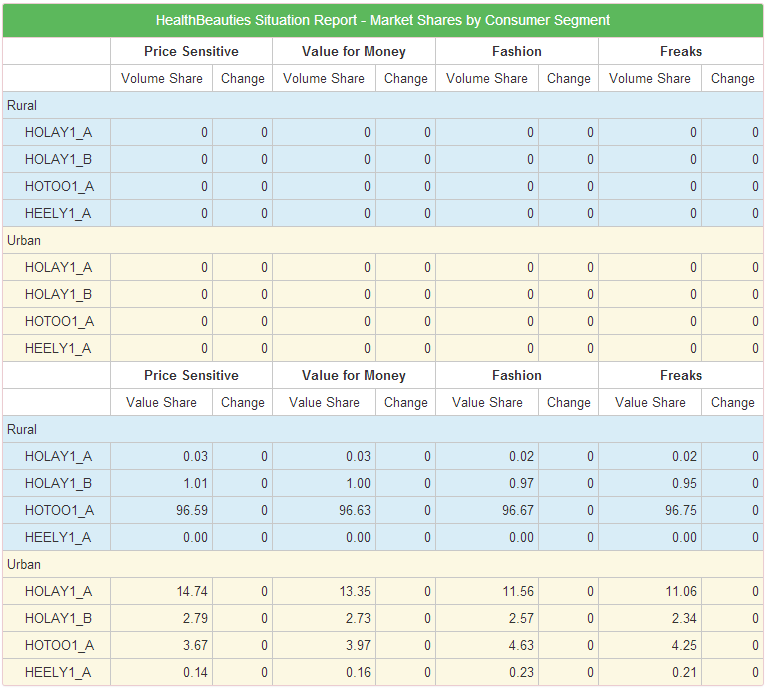 HealthBeauties Situation Report - Market Shares by Consumer Segment
Price Sensitive Value for Money Fashion Freaks
Volume Share Change Volume Share Change Volume Share Change Volume Share Change
Rural
HOLAY1_A 0 0 0 0 0 0 0 0
HOLAY1_B 0 0 0 0 0 0 0 0
HOTOO1_A 0 0 0 0 0 0 0 0
HEELY1_A 0 0 0 0 0 0 0 0
Urban
HOLAY1_A 0 0 0 0 0 0 0 0
HOLAY1_B 0 0 0 0 0 0 0 0
HOTOO1_A 0 0 0 0 0 0 0 0
HEELY1_A 0 0 0 0 0 0 0 0
Price Sensitive Value for Money Fashion Freaks
Value Share Change Value Share Change Value Share Change Value Share Change
Rural
HOLAY1_A 0.03 0 0.03 0 0.02 0 0.02 0
HOLAY1_B 1.01 0 1.00 0 0.97 0 0.95 0
HOTOO1_A 96.59 0 96.63 0 96.67 0 96.75 0
HEELY1_A 0.00 0 0.00 0 0.00 0 0.00 0
Urban
HOLAY1_A 14.74 0 13.35 0 11.56 0 11.06 0
HOLAY1_B 2.79 0 2.73 0 2.57 0 2.34 0
HOTOO1_A 3.67 0 3.97 0 4.63 0 4.25 0
HEELY1_A 0.14 0 0.16 0 0.23 0 0.21 0